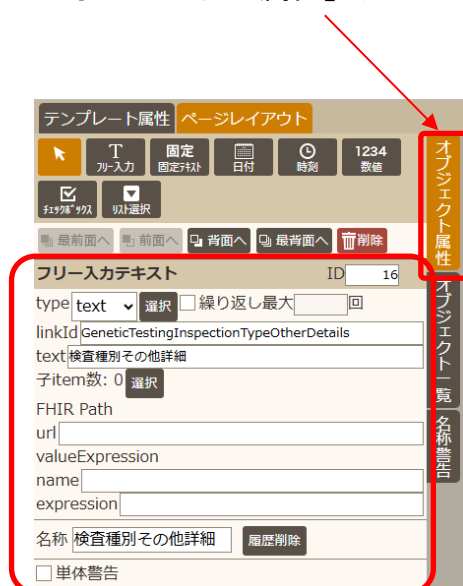 テンプレート属性 ページレイアウト
T フリー入力
固定 固定テキスト
日付
時刻
1234 数値
チェックボックス
リスト選択
最前面へ 前面へ 背面へ 最背面へ 削除
フリー入力テキスト ID 16
type text 選択 繰り返し最大 回
linkId GeneticTestingInspectionTypeOtherDetails
text 検査種別その他詳細
子item数: 0 選択
FHIR Path
url
valueExpression
name
expression
名称 検査種別その他詳細 履歴削除
単体警告
オブジェクト属性
オブジェクト一覧
名称警告